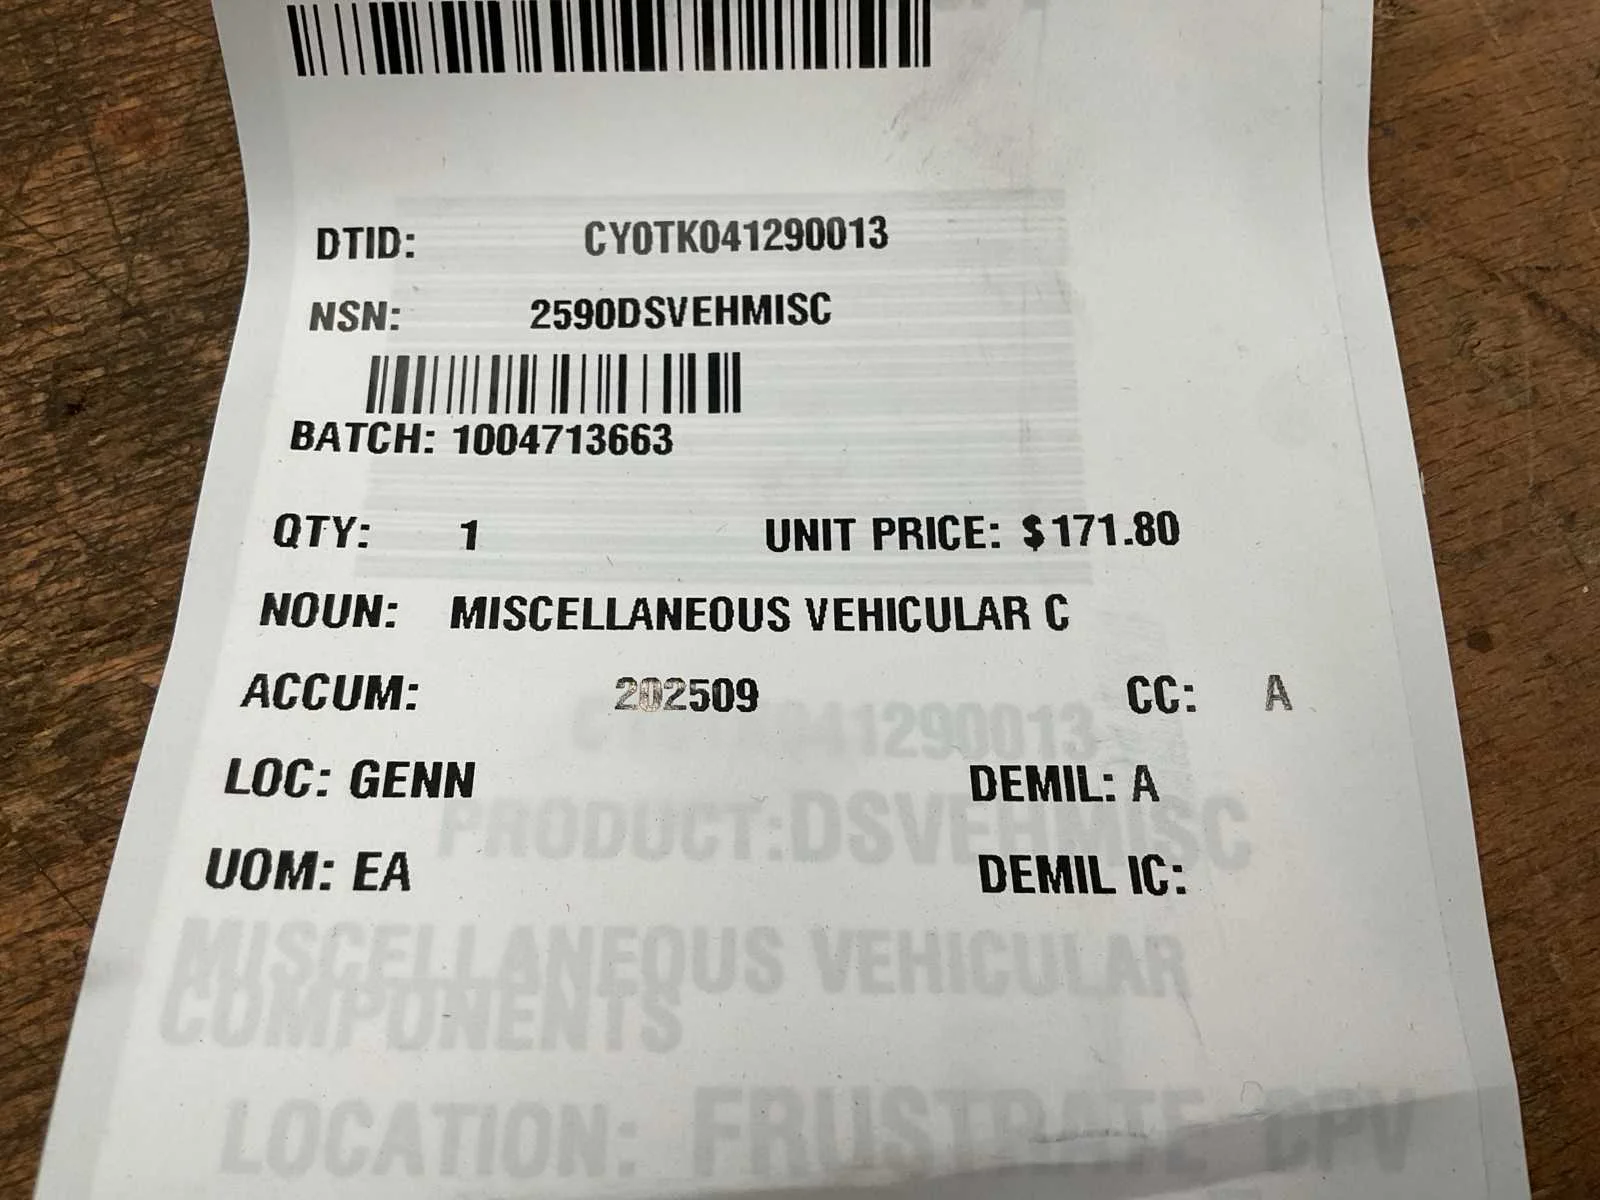 DTID: CY0TK041290013
NSN: 2590DSVEHMISC
BATCH: 1004713663
QTY: 1 UNIT PRICE: $171.80
NOUN: MISCELLANEOUS VEHICULAR C
ACCUM: 202509 CC: A
LOC: GENN DEMIL: A
PRODUCT:DSVEHMISC
UOM: EA DEMIL IC:
MISCELLANEOUS VEHICULAR
COMPONENTS
LOCATION: FRUSTRATE CPV